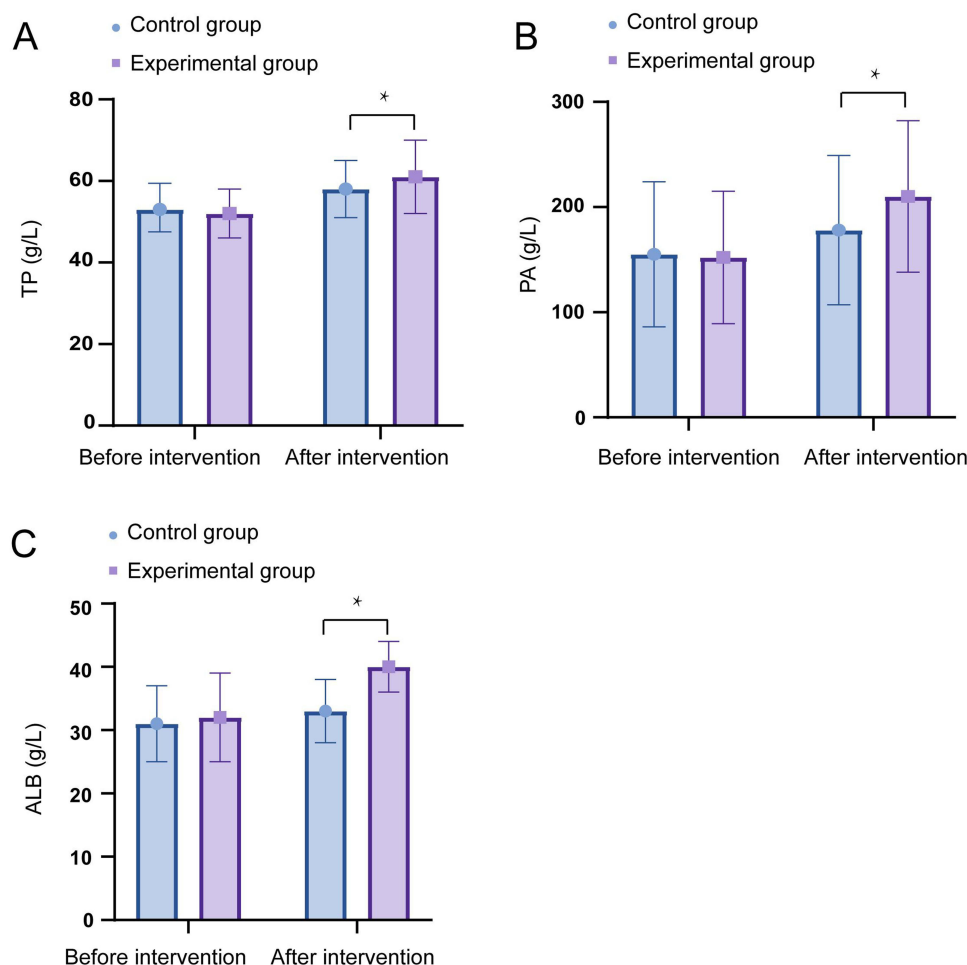 A
Control group
Experimental group
TP (g/L)
80
60
40
20
0
*
Before intervention
After intervention
B
Control group
Experimental group
PA (g/L)
300
200
100
0
*
Before intervention
After intervention
C
Control group
Experimental group
ALB (g/L)
50
40
30
20
10
0
*
Before intervention
After intervention